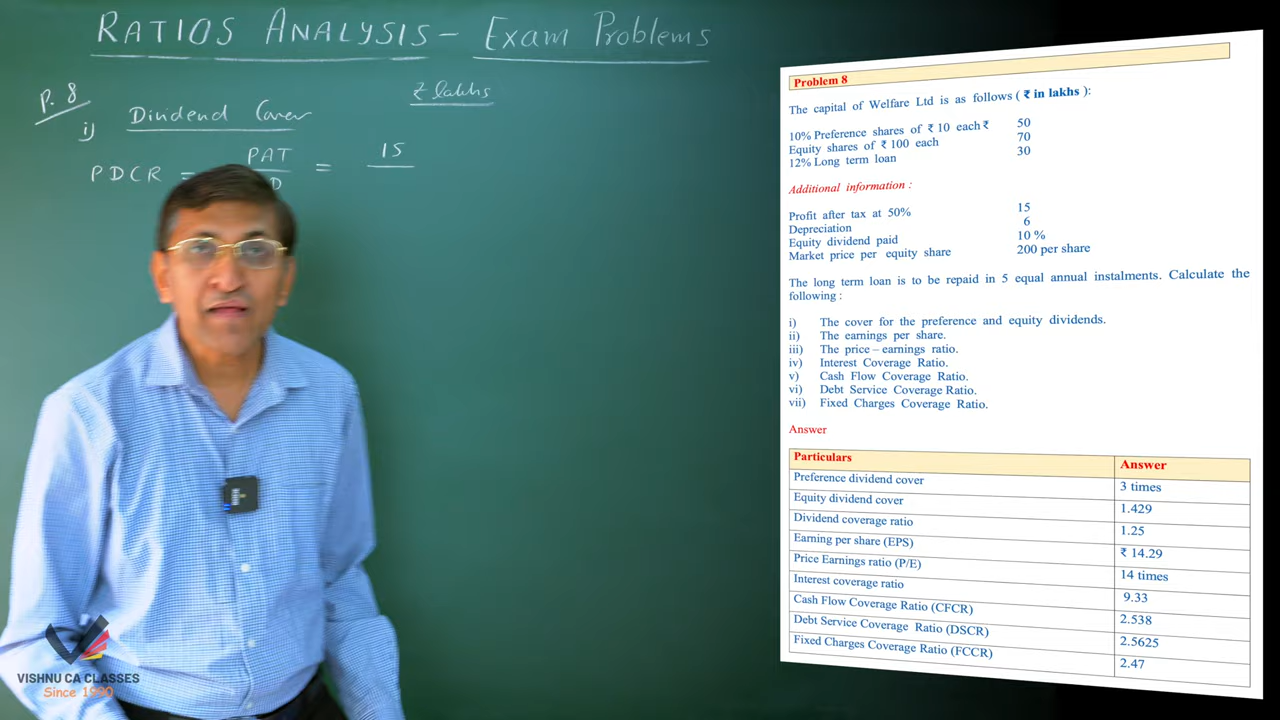 RATIOS ANALYSIS - Exam Problems
₹ lakhs
P. 8
i) Dividend Cover
PDCR = PAT = 15
D
VISHNU CA CLASSES
Since 1990
Problem 8
The capital of Welfare Ltd is as follows ( ₹ in lakhs ):
10% Preference shares of ₹ 10 each ₹ 50
Equity shares of ₹ 100 each 70
12% Long term loan 30
Additional information :
Profit after tax at 50% 15
Depreciation 6
Equity dividend paid 10 %
Market price per equity share 200 per share
The long term loan is to be repaid in 5 equal annual instalments. Calculate the
following :
i) The cover for the preference and equity dividends.
ii) The earnings per share.
iii) The price – earnings ratio.
iv) Interest Coverage Ratio.
v) Cash Flow Coverage Ratio.
vi) Debt Service Coverage Ratio.
vii) Fixed Charges Coverage Ratio.
Answer
Particulars Answer
Preference dividend cover 3 times
Equity dividend cover 1.429
Dividend coverage ratio 1.25
Earning per share (EPS) ₹ 14.29
Price Earnings ratio (P/E) 14 times
Interest coverage ratio 9.33
Cash Flow Coverage Ratio (CFCR) 2.538
Debt Service Coverage Ratio (DSCR) 2.5625
Fixed Charges Coverage Ratio (FCCR) 2.47